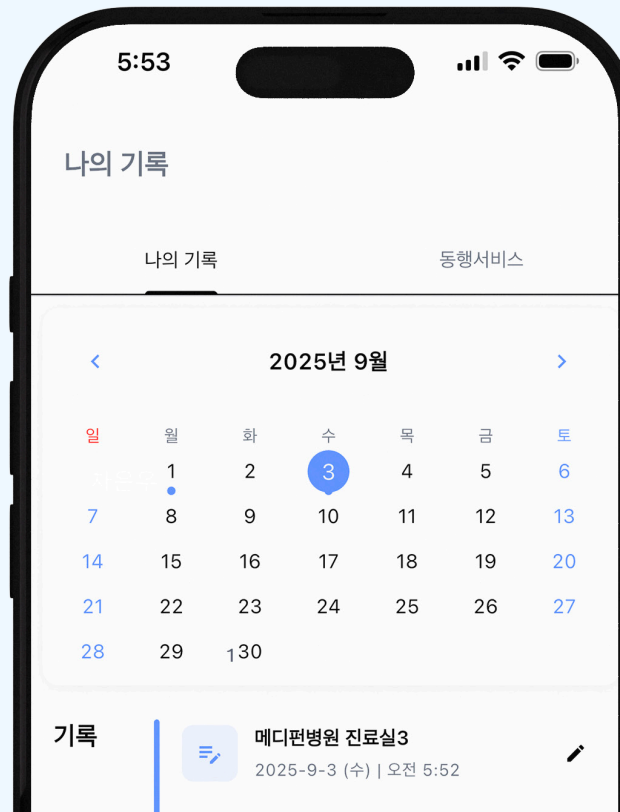 5:53
나의 기록
나의 기록 동행서비스
2025년 9월
일 월 화 수 목 금 토
1 2 3 4 5 6
7 8 9 10 11 12 13
14 15 16 17 18 19 20
21 22 23 24 25 26 27
28 29 130
기록
메디펀병원 진료실3
2025-9-3 (수) | 오전 5:52